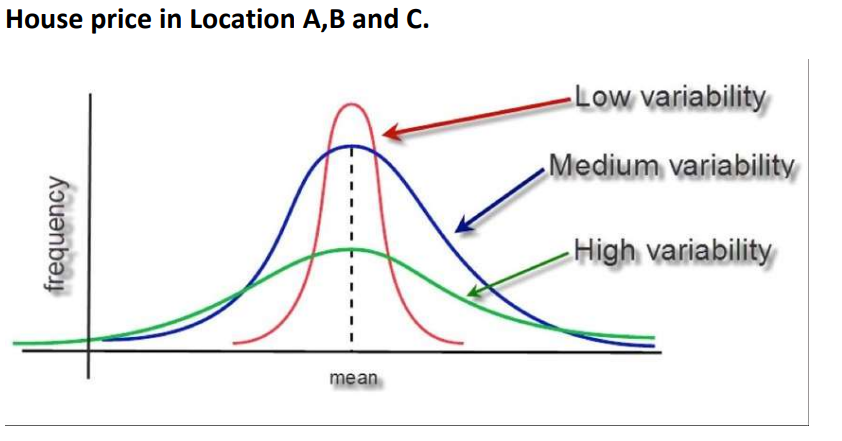 House price in Location A,B and C.
Low variability
Medium variability
High variability
frequency
mean